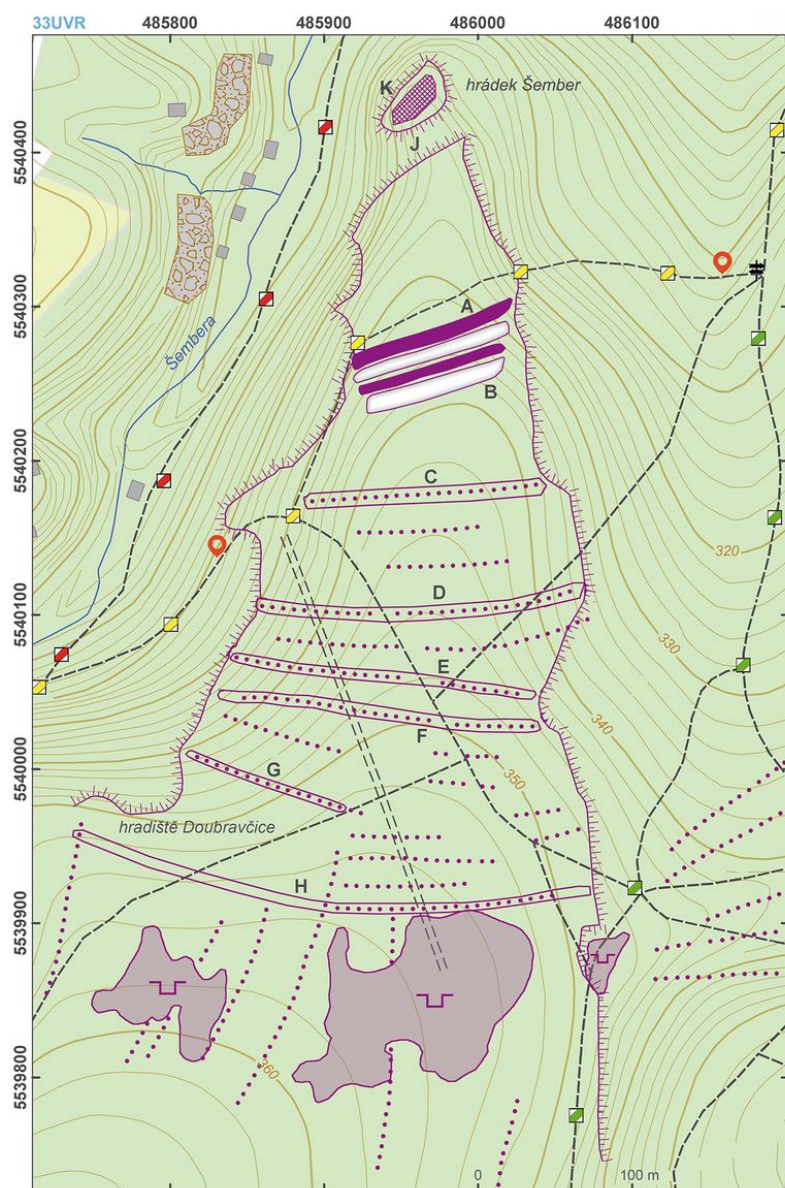 33UVR
485800
485900
486000
486100
5540400
5540300
5540200
5540100
5540000
5539900
5539800
K
hrádek Šember
J
A
Šembera
B
C
320
D
330
E
340
F
G
350
hradiště Doubravčice
H
360
0
100 m